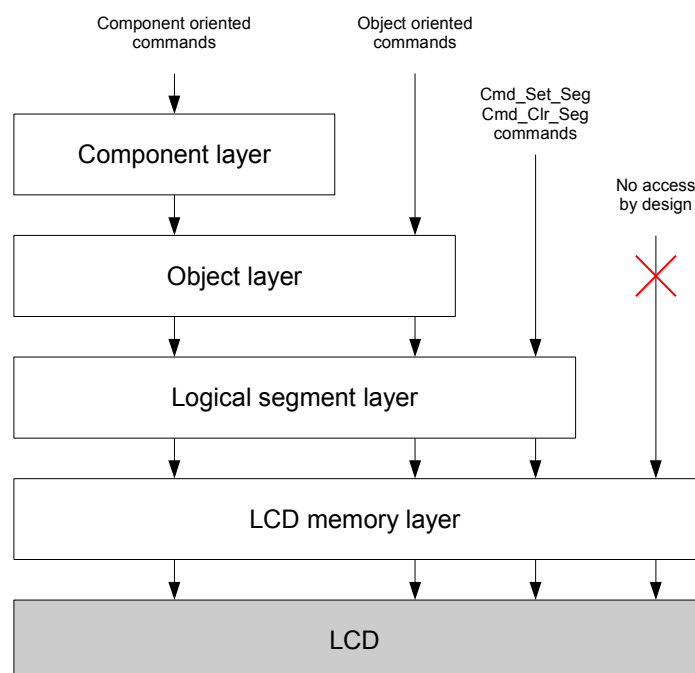 Component oriented
commands
Object oriented
commands
Cmd_Set_Seg
Cmd_Clr_Seg
commands
Component layer
No access
by design
Object layer
Logical segment layer
LCD memory layer
LCD